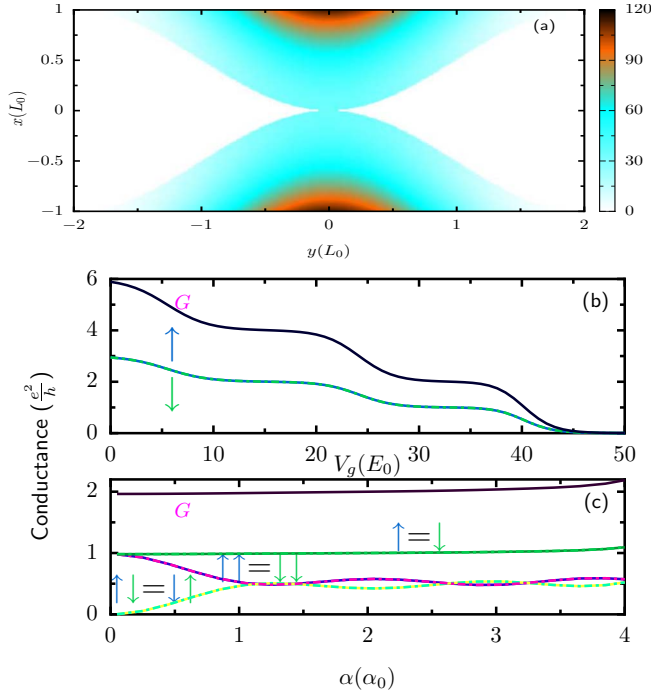 (a)
1
0.5
0
−0.5
−1
x(L₀)
−2 −1 0 1 2
y(L₀)
120
90
60
30
0
Conductance (e²/h)
(b)
6
4
2
0
G
↑
↓
0 10 20 30 40 50
V_g(E₀)
(c)
2
1
0
G
↑=↓
↑↑=↓↓
↑↓=↓↑
0 1 2 3 4
α(α₀)